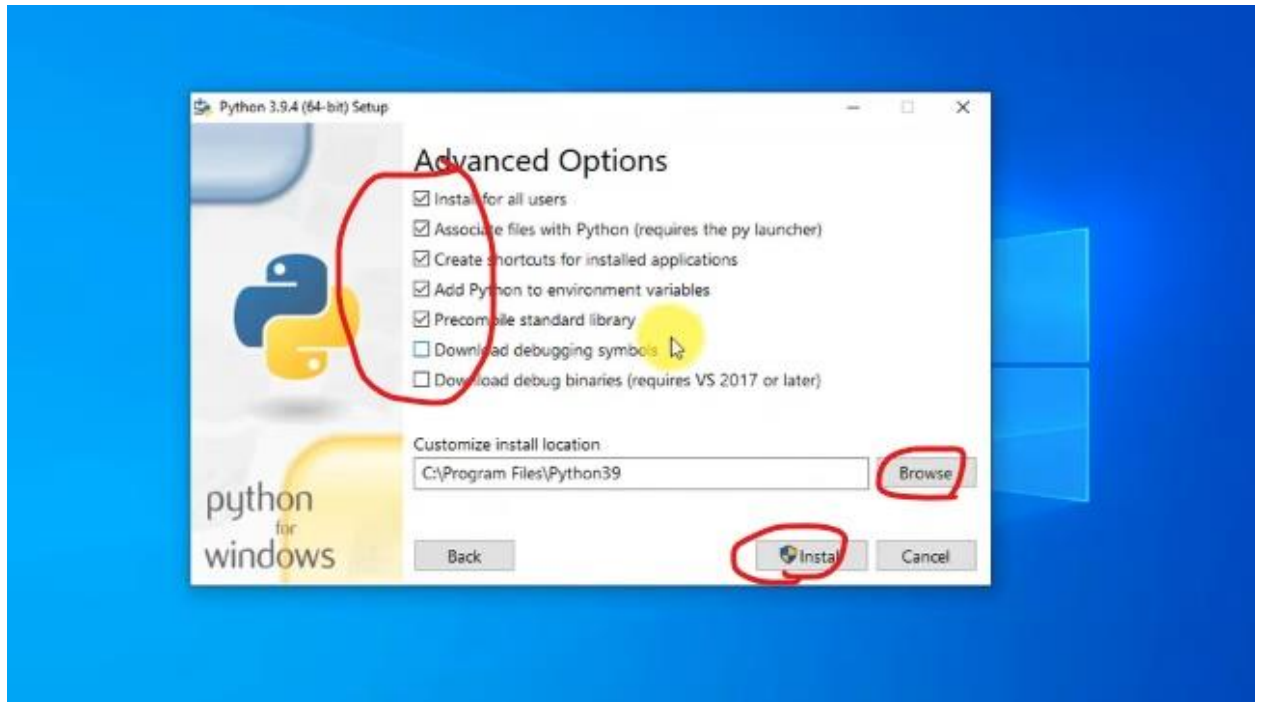 Python 3.9.4 (64-bit) Setup
Advanced Options
Install for all users
Associate files with Python (requires the py launcher)
Create shortcuts for installed applications
Add Python to environment variables
Precompile standard library
Download debugging symbols
Download debug binaries (requires VS 2017 or later)
Customize install location
C:\Program Files\Python39
Browse
python
for
windows
Back
Install
Cancel